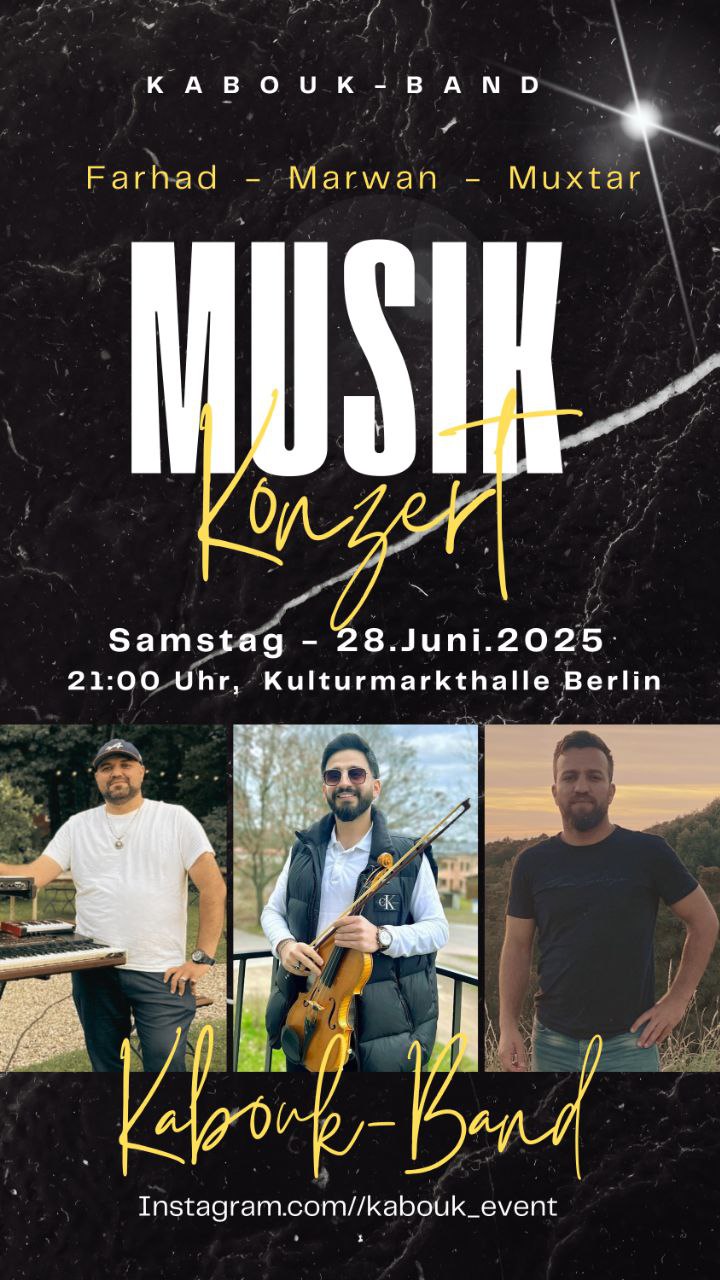 KABOUK-BAND
Farhad - Marwan - Muxtar
MUSIK
Konzert
Samstag - 28.Juni.2025
21:00 Uhr, Kulturmarkthalle Berlin
cK
Kabouk-Band
Instagram.com//kabouk_event